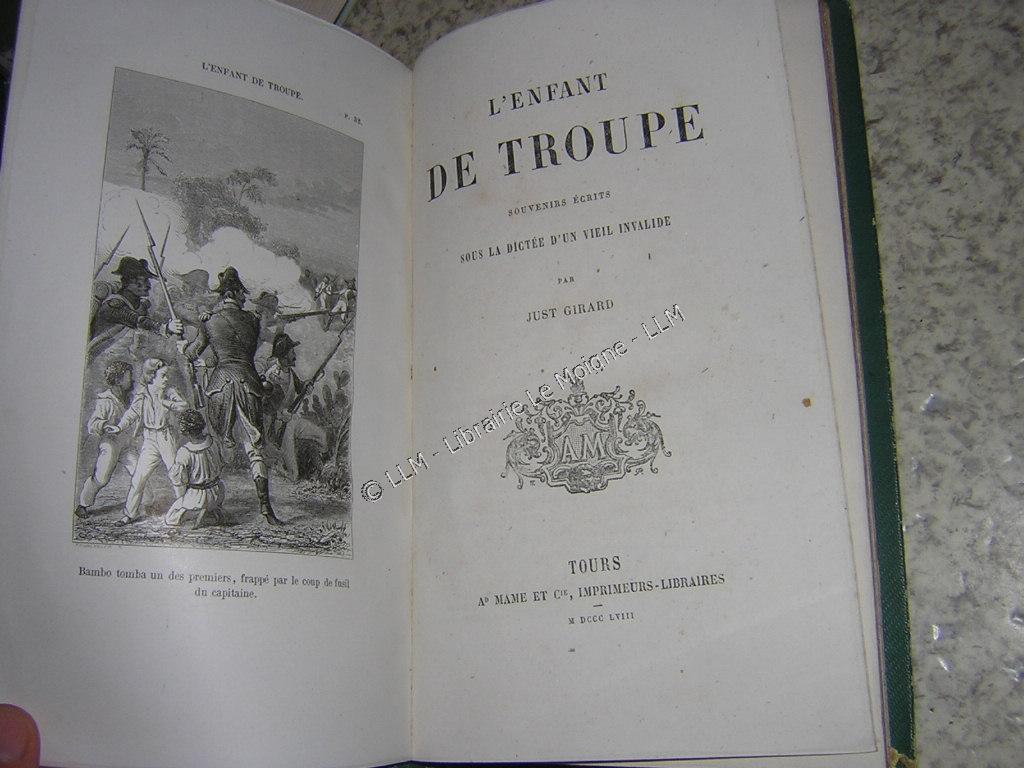 L'ENFANT DE TROUPE.
P. 32.
Bambo tomba un des premiers, frappé par le coup de fusil
du capitaine.
L'ENFANT
DE TROUPE
SOUVENIRS ÉCRITS
SOUS LA DICTÉE D'UN VIEIL INVALIDE
PAR
JUST GIRARD
AM
TOURS
AD MAME ET CIE, IMPRIMEURS-LIBRAIRES
M DCCC LVIII
© LLM - Librairie Le Moigne - LLM